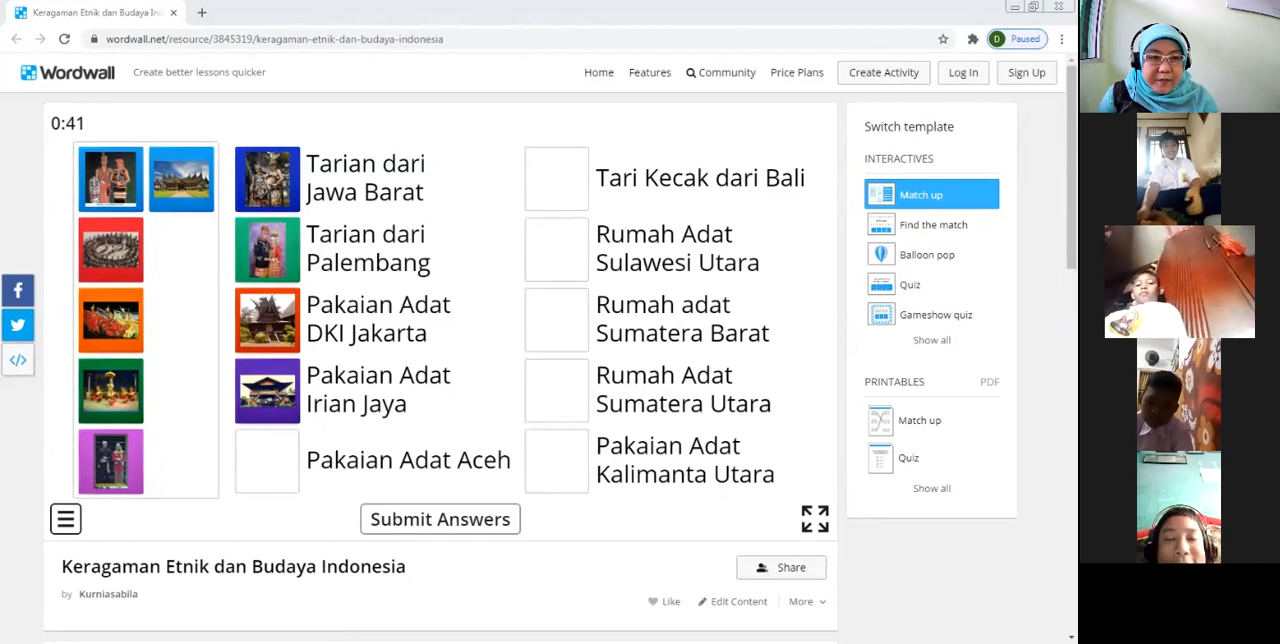 Keragaman Etnik dan Budaya In
wordwall.net/resource/3845319/keragaman-etnik-dan-budaya-indonesia
D Paused
Wordwall
Create better lessons quicker
Home Features Community Price Plans Create Activity Log In Sign Up
0:41
Tarian dari
Jawa Barat
Tari Kecak dari Bali
Tarian dari
Palembang
Rumah Adat
Sulawesi Utara
Pakaian Adat
DKI Jakarta
Rumah adat
Sumatera Barat
Pakaian Adat
Irian Jaya
Rumah Adat
Sumatera Utara
Pakaian Adat Aceh
Pakaian Adat
Kalimanta Utara
Submit Answers
Keragaman Etnik dan Budaya Indonesia
by Kurniasabila
Share
Like Edit Content More
Switch template
INTERACTIVES
Match up
Find the match
Balloon pop
Quiz
Gameshow quiz
Show all
PRINTABLES PDF
Match up
Quiz
Show all